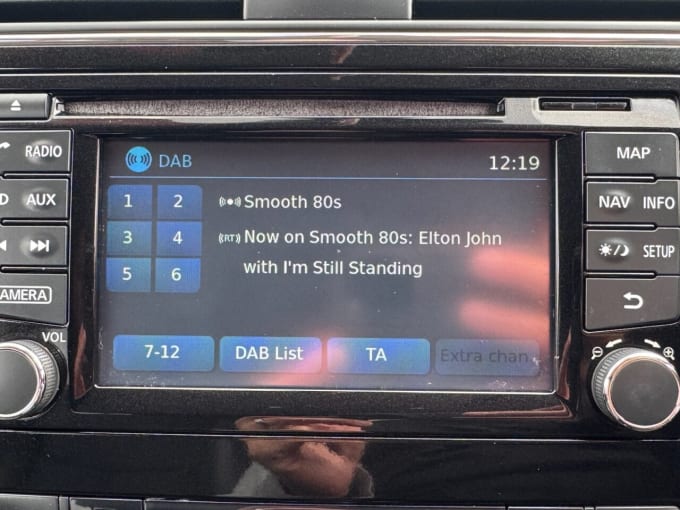 RADIO
MAP
DAB
12:19
D AUX
1 2
Smooth 80s
NAV INFO
3 4
(RT) Now on Smooth 80s: Elton John
with I'm Still Standing
SETUP
5 6
CAMERA
VOL
7-12
DAB List
TA
Extra chan